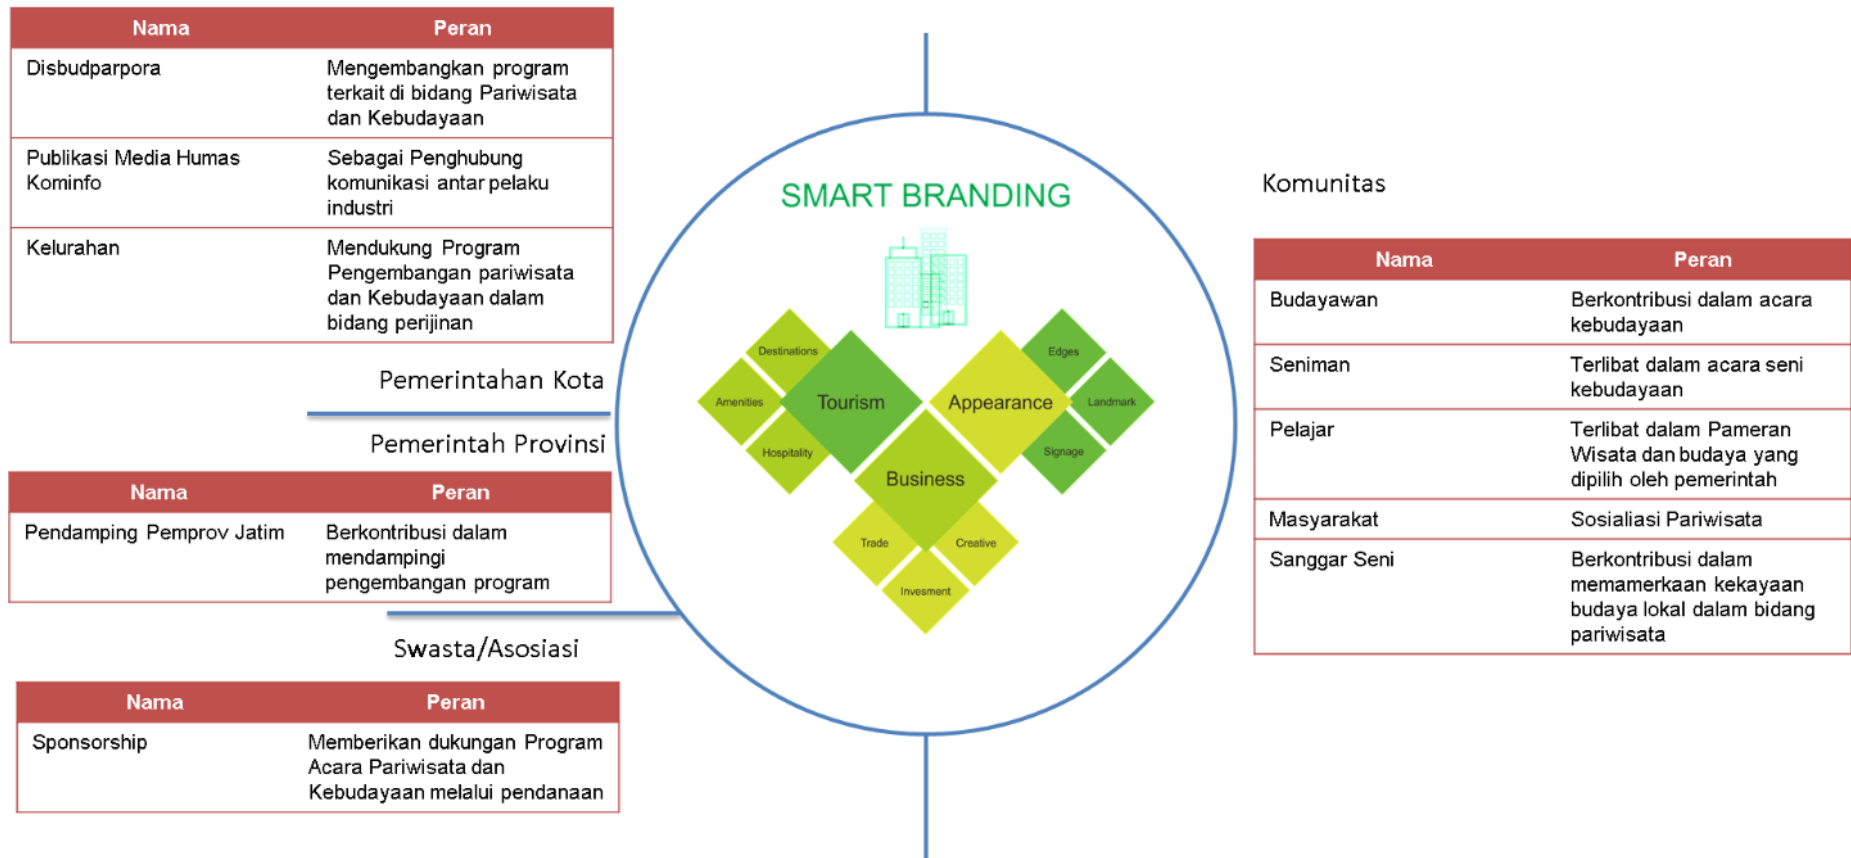 Nama Peran
Disbudparpora Mengembangkan program
terkait di bidang Pariwisata
dan Kebudayaan
Publikasi Media Humas Sebagai Penghubung
Kominfo komunikasi antar pelaku
industri
Kelurahan Mendukung Program
Pengembangan pariwisata
dan Kebudayaan dalam
bidang perijinan
Pemerintahan Kota
Pemerintah Provinsi
Nama Peran
Pendamping Pemprov Jatim Berkontribusi dalam
mendampingi
pengembangan program
Swasta/Asosiasi
Nama Peran
Sponsorship Memberikan dukungan Program
Acara Pariwisata dan
Kebudayaan melalui pendanaan
SMART BRANDING
Destinations
Amenities
Hospitality
Tourism
Appearance
Edges
Landmark
Signage
Business
Trade
Creative
Invesment
Komunitas
Nama Peran
Budayawan Berkontribusi dalam acara
kebudayaan
Seniman Terlibat dalam acara seni
kebudayaan
Pelajar Terlibat dalam Pameran
Wisata dan budaya yang
dipilih oleh pemerintah
Masyarakat Sosialiasi Pariwisata
Sanggar Seni Berkontribusi dalam
memamerkaan kekayaan
budaya lokal dalam bidang
pariwisata